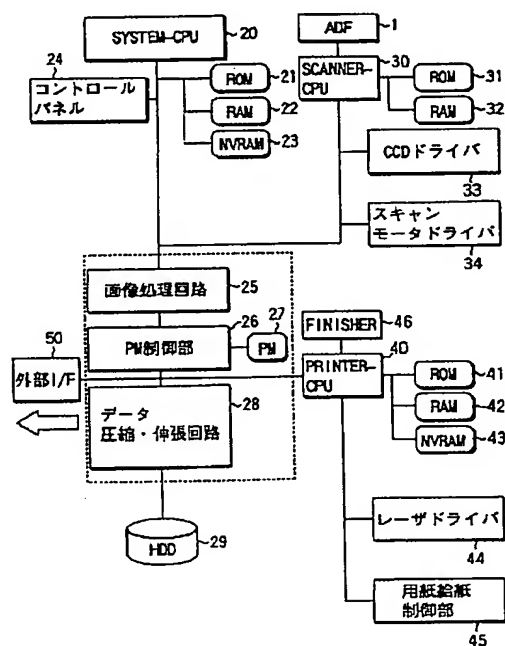 SYSTEM-CPU
20
24
コントロール
パネル
ROM
21
RAM
22
NVRAM
23
ADF
1
30
SCANNER-
CPU
ROM
31
RAM
32
CCDドライバ
33
スキャン
モータドライバ
34
画像処理回路
25
26
27
PM制御部
PM
50
外部I/F
28
データ
圧縮・伸張回路
HDD
29
FINISHER
46
40
PRINTER-
CPU
ROM
41
RAM
42
NVRAM
43
レーザドライバ
44
用紙給紙
制御部
45